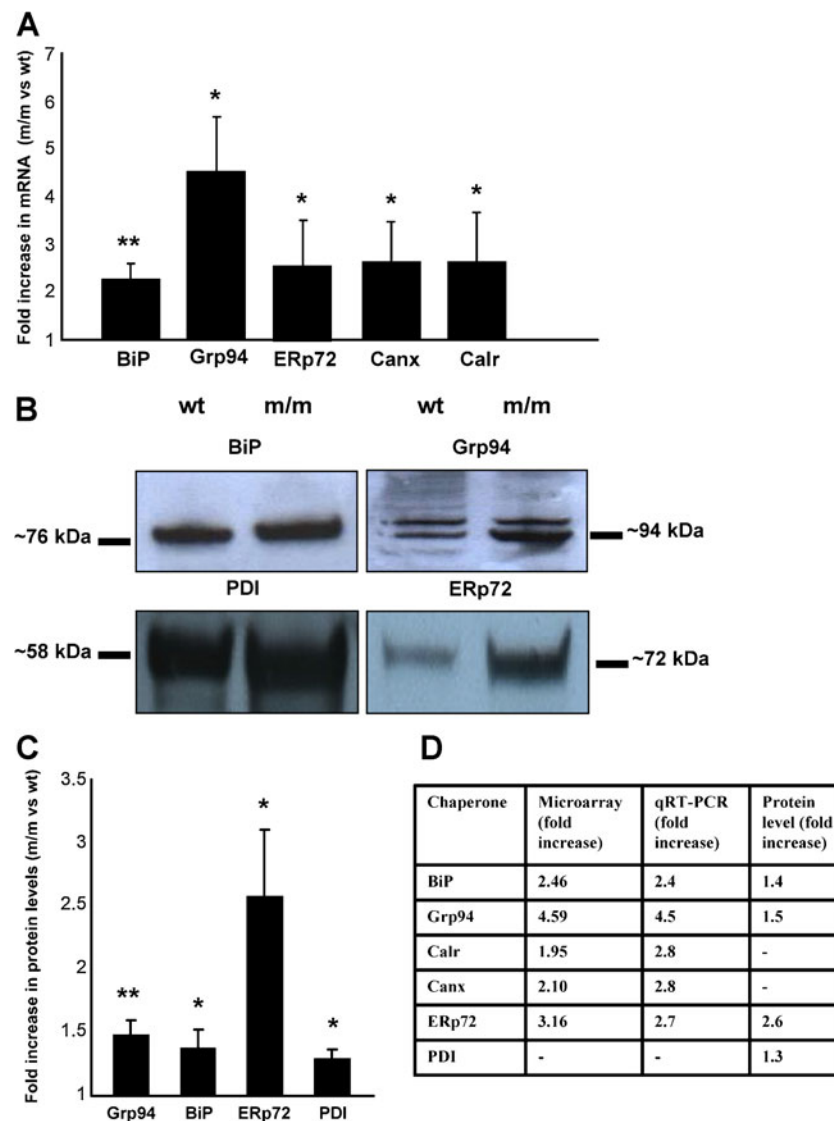 A
Fold increase in mRNA (m/m vs wt)
7
6
5
4
3
2
1
**
*
*
*
*
BiP
Grp94
ERp72
Canx
Calr
B
wt m/m wt m/m
BiP
Grp94
~76 kDa
~94 kDa
PDI
ERp72
~58 kDa
~72 kDa
C
Fold increase in protein levels (m/m vs wt)
3.5
3
2.5
2
1.5
1
**
*
*
*
Grp94
BiP
ERp72
PDI
D
Chaperone
Microarray
(fold
increase)
qRT-PCR
(fold
increase)
Protein
level (fold
increase)
BiP 2.46 2.4 1.4
Grp94 4.59 4.5 1.5
Calr 1.95 2.8 -
Canx 2.10 2.8 -
ERp72 3.16 2.7 2.6
PDI - - 1.3